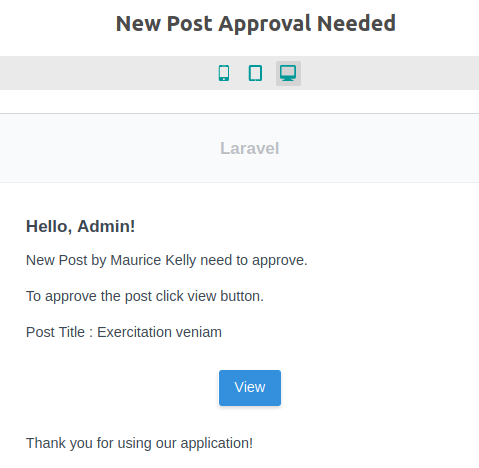 New Post Approval Needed
Laravel
Hello, Admin!
New Post by Maurice Kelly need to approve.
To approve the post click view button.
Post Title : Exercitation veniam
View
Thank you for using our application!